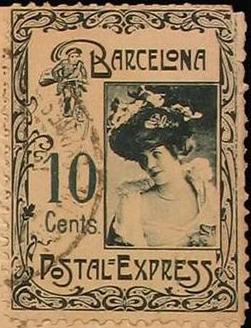 BARCELONA
10
Cents.
POSTAL-EXPRESS